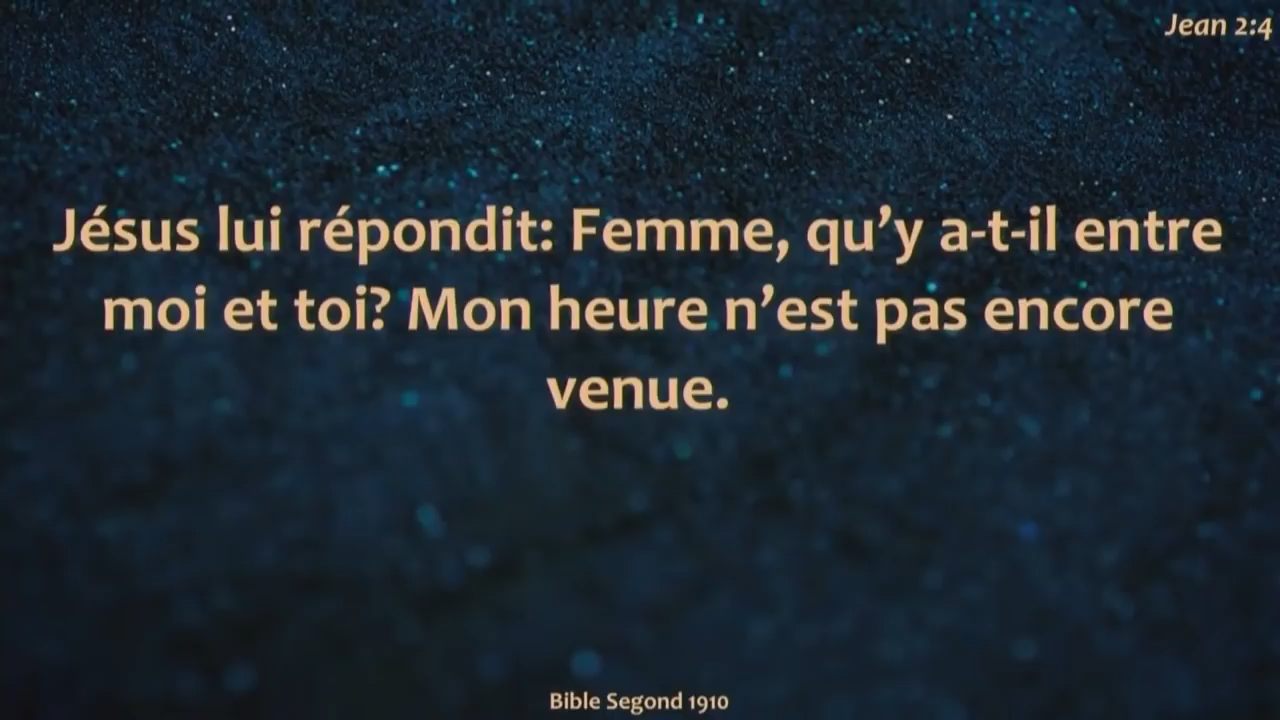 Jean 2:4
Jésus lui répondit: Femme, qu’y a-t-il entre
moi et toi? Mon heure n’est pas encore
venue.
Bible Segond 1910